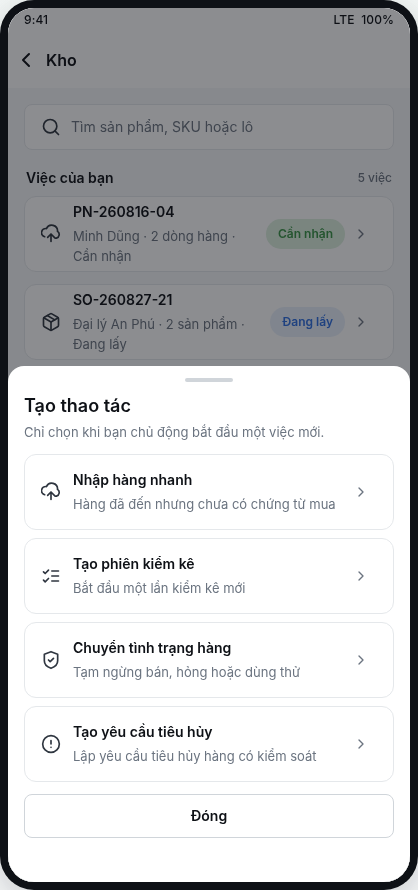 9:41 LTE 100%
Kho
Tìm sản phẩm, SKU hoặc lô
Việc của bạn 5 việc
PN-260816-04
Minh Dũng · 2 dòng hàng ·
Cần nhận
Cần nhận
SO-260827-21
Đại lý An Phú · 2 sản phẩm ·
Đang lấy
Đang lấy
Tạo thao tác
Chỉ chọn khi bạn chủ động bắt đầu một việc mới.
Nhập hàng nhanh
Hàng đã đến nhưng chưa có chứng từ mua
Tạo phiên kiểm kê
Bắt đầu một lần kiểm kê mới
Chuyển tình trạng hàng
Tạm ngừng bán, hỏng hoặc dùng thử
Tạo yêu cầu tiêu hủy
Lập yêu cầu tiêu hủy hàng có kiểm soát
Đóng